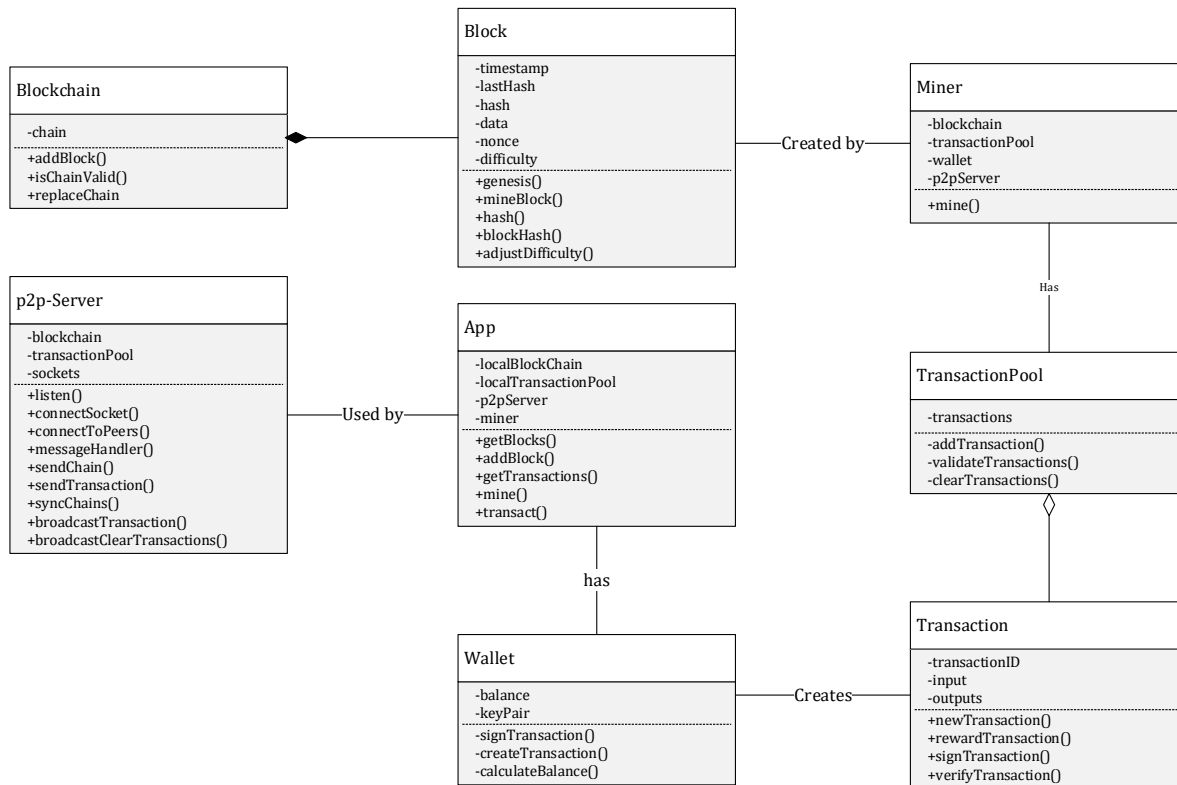 Blockchain
-chain
+addBlock()
+isChainValid()
+replaceChain
Block
-timestamp
-lastHash
-hash
-data
-nonce
-difficulty
+genesis()
+mineBlock()
+hash()
+blockHash()
+adjustDifficulty()
Created by
Miner
-blockchain
-transactionPool
-wallet
-p2pServer
+mine()
Has
p2p-Server
-blockchain
-transactionPool
-sockets
+listen()
+connectSocket()
+connectToPeers()
+messageHandler()
+sendChain()
+sendTransaction()
+syncChains()
+broadcastTransaction()
+broadcastClearTransactions()
Used by
App
-localBlockChain
-localTransactionPool
-p2pServer
-miner
+getBlocks()
+addBlock()
+getTransactions()
+mine()
+transact()
has
TransactionPool
-transactions
-addTransaction()
-validateTransactions()
-clearTransactions()
Wallet
-balance
-keyPair
-signTransaction()
-createTransaction()
-calculateBalance()
Creates
Transaction
-transactionID
-input
-outputs
+newTransaction()
+rewardTransaction()
+signTransaction()
+verifyTransaction()